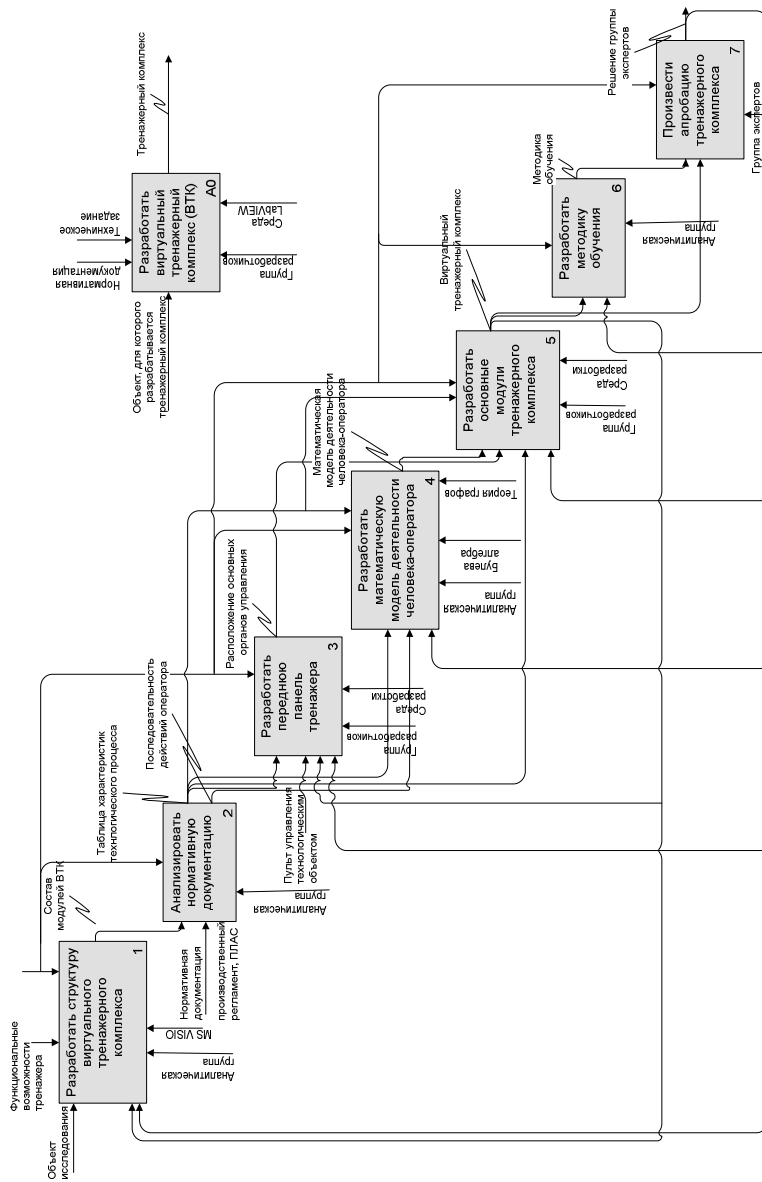 Объект
исследования
Функциональные
возможности
тренажера
Разработать структуру
виртуального
тренажерного
комплекса
1
MS VISIO
Аналитическая
группа
Состав
модулей ВТК
Анализировать
нормативную
документацию
2
Нормативная
документация
производственный
регламент, ПЛАС
Аналитическая
группа
Таблица характеристик
технлогического процесса
Последовательность
действий оператора
Разработать
переднюю
панель
тренажера
3
Пульт управления
технологическим
объектом
Группа
разработчиков
Среда
разработки
Расположение основных
органов управления
Разработать
математическую
модель деятельности
человека-оператора
4
Аналитическая
группа
Булева
алгебра
Теория графов
Математическая
модель деятельности
человека-оператора
Разработать
основные
модули
тренажерного
комплекса
5
Группа
разработчиков
Среда
разработки
Виртуальный
тренажерный комплекс
Разработать
методику
обучения
6
Аналитическая
группа
Методика
обучения
Произвести
апробацию
тренажерного
комплекса
7
Группа экспертов
Решение группы
экспертов
Объект, для которого
разрабатывается
тренажерный комплекс
Нормативная
документация
Техническое
задание
Разработать
виртуальный
тренажерный
комплекс (ВТК)
A0
Группа
разработчиков
Среда
LabVIEW
Тренажерный комплекс